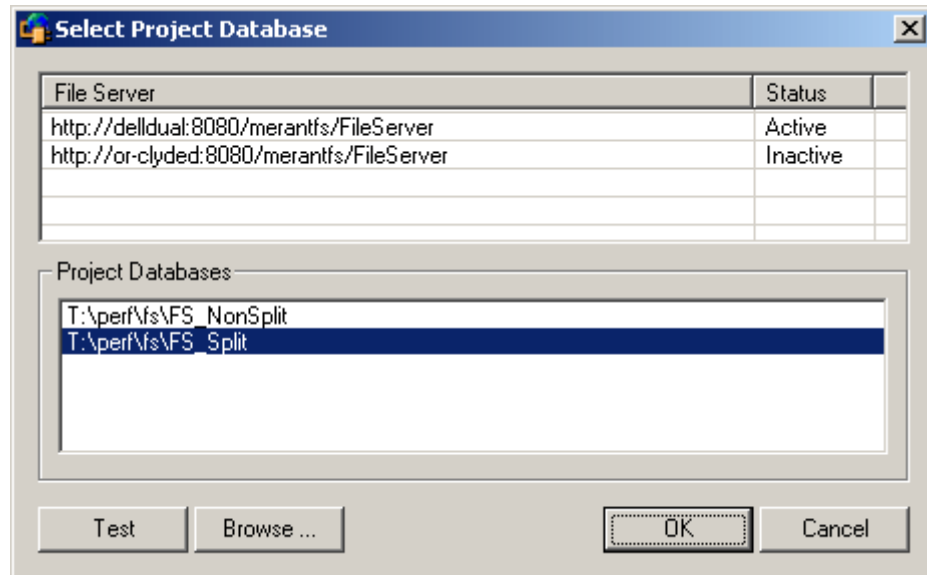 Select Project Database
File Server Status
http://delldual:8080/merantfs/FileServer Active
http://or-clyded:8080/merantfs/FileServer Inactive
Project Databases
T:\perf\fs\FS_NonSplit
T:\perf\fs\FS_Split
Test Browse ... OK Cancel